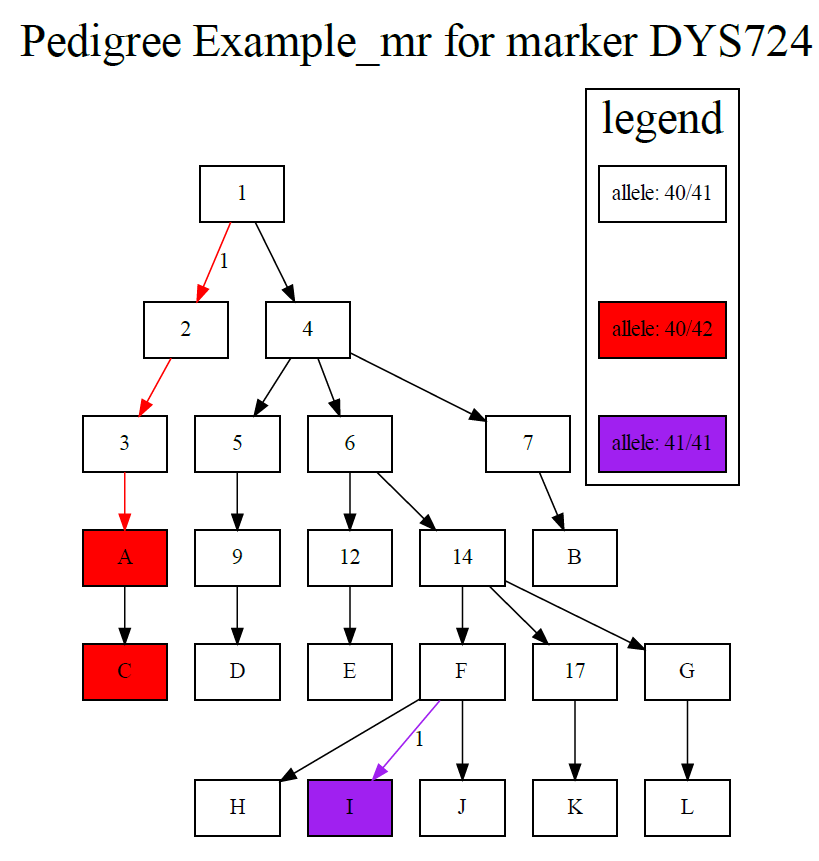 Pedigree Example_mr for marker DYS724
legend
allele: 40/41
allele: 40/42
allele: 41/41
1
1
2
4
3
5
6
7
A
9
12
14
B
C
D
E
F
17
G
1
H
I
J
K
L